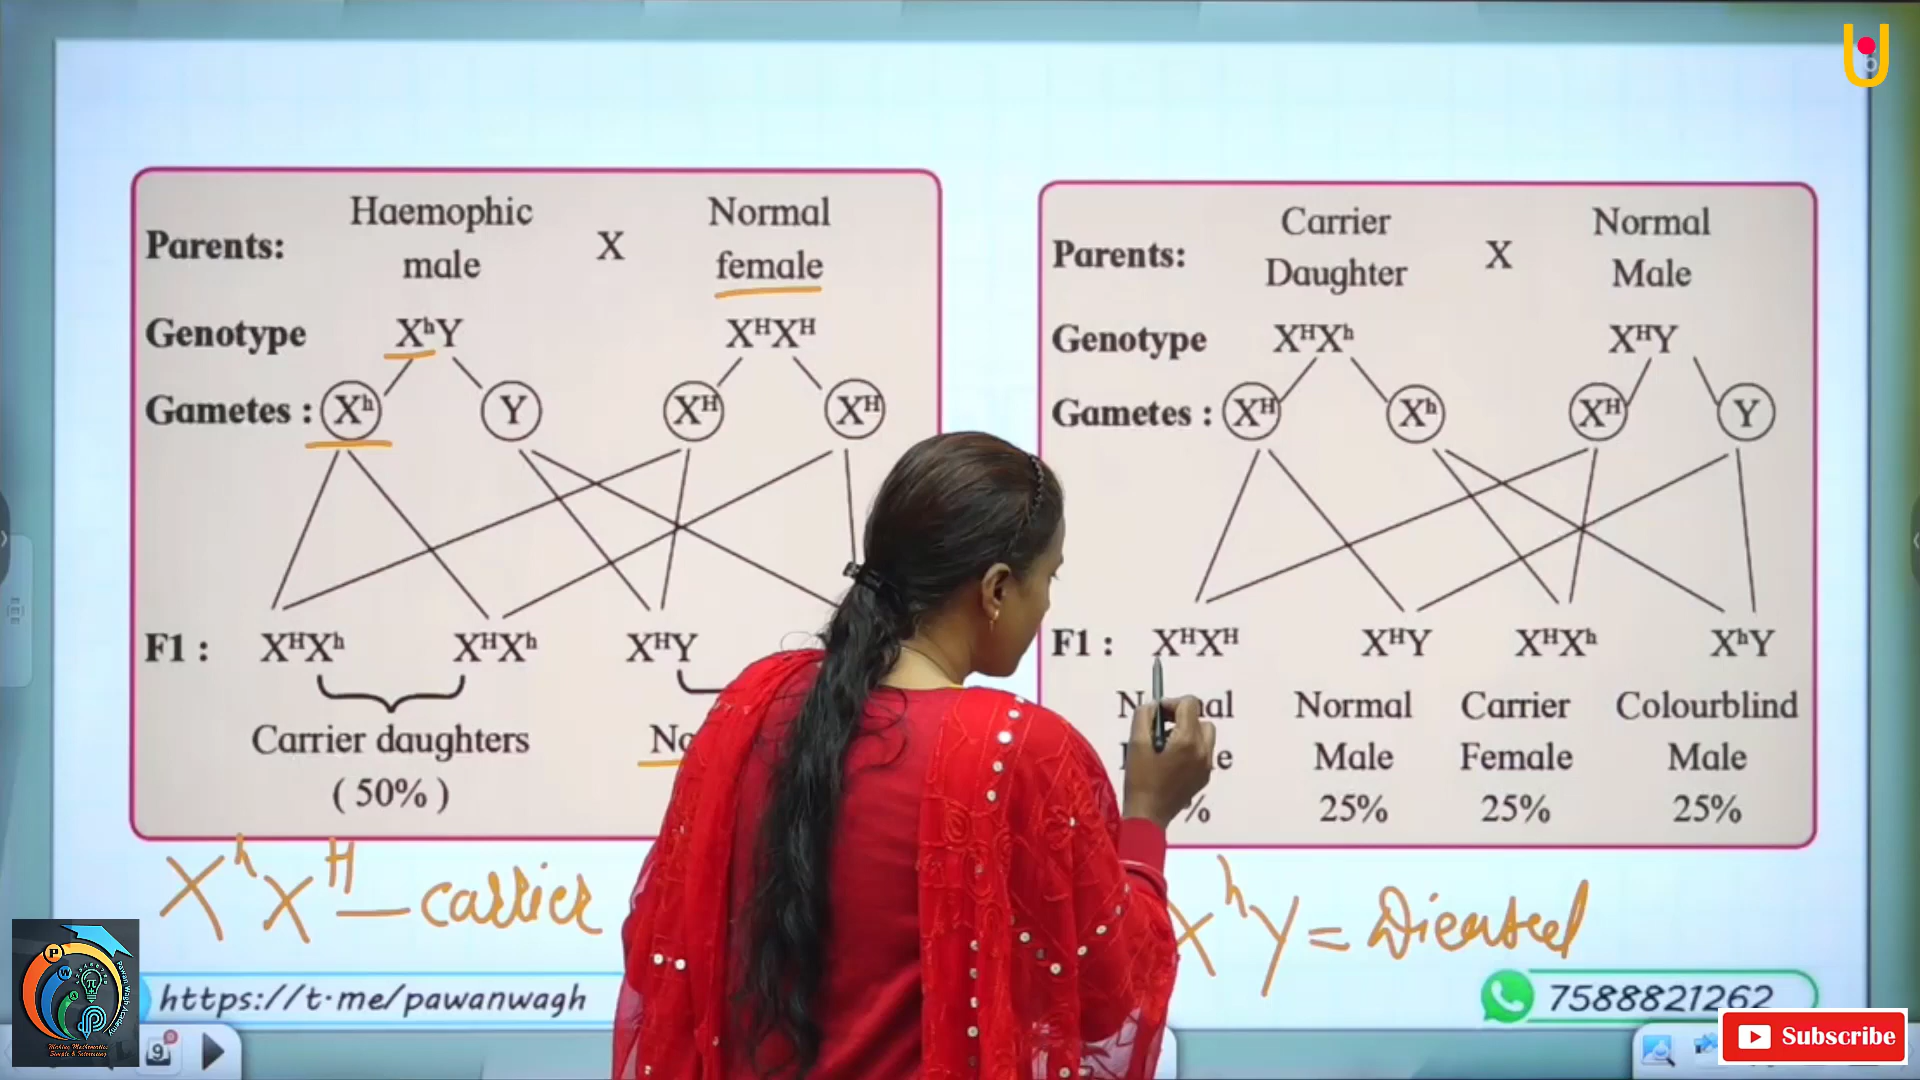 Haemophic
Normal
Parents:
X
male
female
Genotype
XʰY
XᴴXᴴ
Gametes :
Xʰ
Y
Xᴴ
Xᴴ
F1 :
XᴴXʰ
XᴴXʰ
XᴴY
Carrier daughters
( 50% )
Carrier
Normal
Parents:
X
Daughter
Male
Genotype
XᴴXʰ
XᴴY
Gametes :
Xᴴ
Xʰ
Xᴴ
Y
F1 :
XᴴXᴴ
XᴴY
XᴴXʰ
XʰY
Normal
Carrier
Colourblind
Male
Female
Male
25%
25%
25%
XʰXᴴ — carrier
XʰY =
https://t.me/pawanwagh
7588821262
Subscribe
9